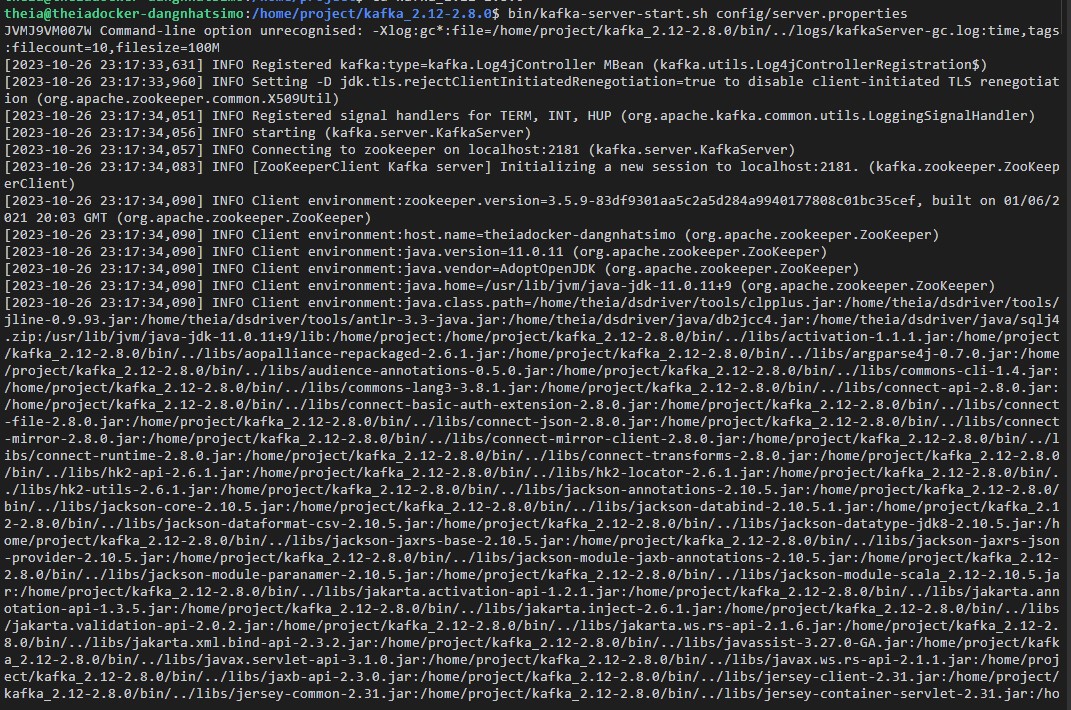 theia@theiadocker-dangnhatsimo:/home/project/kafka_2.12-2.8.0$ bin/kafka-server-start.sh config/server.properties
JVMJ9VM007W Command-line option unrecognised: -Xlog:gc*:file=/home/project/kafka_2.12-2.8.0/bin/../logs/kafkaServer-gc.log:time,tags
:filecount=10,filesize=100M
[2023-10-26 23:17:33,631] INFO Registered kafka:type=kafka.Log4jController MBean (kafka.utils.Log4jControllerRegistration$)
[2023-10-26 23:17:33,960] INFO Setting -D jdk.tls.rejectClientInitiatedRenegotiation=true to disable client-initiated TLS renegotiat
ion (org.apache.zookeeper.common.X509Util)
[2023-10-26 23:17:34,051] INFO Registered signal handlers for TERM, INT, HUP (org.apache.kafka.common.utils.LoggingSignalHandler)
[2023-10-26 23:17:34,056] INFO starting (kafka.server.KafkaServer)
[2023-10-26 23:17:34,057] INFO Connecting to zookeeper on localhost:2181 (kafka.server.KafkaServer)
[2023-10-26 23:17:34,083] INFO [ZooKeeperClient Kafka server] Initializing a new session to localhost:2181. (kafka.zookeeper.ZooKeep
erClient)
[2023-10-26 23:17:34,090] INFO Client environment:zookeeper.version=3.5.9-83df9301aa5c2a5d284a9940177808c01bc35cef, built on 01/06/2
021 20:03 GMT (org.apache.zookeeper.ZooKeeper)
[2023-10-26 23:17:34,090] INFO Client environment:host.name=theiadocker-dangnhatsimo (org.apache.zookeeper.ZooKeeper)
[2023-10-26 23:17:34,090] INFO Client environment:java.version=11.0.11 (org.apache.zookeeper.ZooKeeper)
[2023-10-26 23:17:34,090] INFO Client environment:java.vendor=AdoptOpenJDK (org.apache.zookeeper.ZooKeeper)
[2023-10-26 23:17:34,090] INFO Client environment:java.home=/usr/lib/jvm/java-jdk-11.0.11+9 (org.apache.zookeeper.ZooKeeper)
[2023-10-26 23:17:34,090] INFO Client environment:java.class.path=/home/theia/dsdriver/tools/clpplus.jar:/home/theia/dsdriver/tools/
jline-0.9.93.jar:/home/theia/dsdriver/tools/antlr-3.3-java.jar:/home/theia/dsdriver/java/db2jcc4.jar:/home/theia/dsdriver/java/sqlj4
.zip:/usr/lib/jvm/java-jdk-11.0.11+9/lib:/home/project/kafka_2.12-2.8.0/bin/../libs/activation-1.1.1.jar:/home/project
/kafka_2.12-2.8.0/bin/../libs/aopalliance-repackaged-2.6.1.jar:/home/project/kafka_2.12-2.8.0/bin/../libs/argparse4j-0.7.0.jar:/home
/project/kafka_2.12-2.8.0/bin/../libs/audience-annotations-0.5.0.jar:/home/project/kafka_2.12-2.8.0/bin/../libs/commons-cli-1.4.jar:
/home/project/kafka_2.12-2.8.0/bin/../libs/commons-lang3-3.8.1.jar:/home/project/kafka_2.12-2.8.0/bin/../libs/connect-api-2.8.0.jar:
/home/project/kafka_2.12-2.8.0/bin/../libs/connect-basic-auth-extension-2.8.0.jar:/home/project/kafka_2.12-2.8.0/bin/../libs/connect
-file-2.8.0.jar:/home/project/kafka_2.12-2.8.0/bin/../libs/connect-json-2.8.0.jar:/home/project/kafka_2.12-2.8.0/bin/../libs/connect
-mirror-2.8.0.jar:/home/project/kafka_2.12-2.8.0/bin/../libs/connect-mirror-client-2.8.0.jar:/home/project/kafka_2.12-2.8.0/bin/../l
ibs/connect-runtime-2.8.0.jar:/home/project/kafka_2.12-2.8.0/bin/../libs/connect-transforms-2.8.0.jar:/home/project/kafka_2.12-2.8.0
/bin/../libs/hk2-api-2.6.1.jar:/home/project/kafka_2.12-2.8.0/bin/../libs/hk2-locator-2.6.1.jar:/home/project/kafka_2.12-2.8.0/bin/.
./libs/hk2-utils-2.6.1.jar:/home/project/kafka_2.12-2.8.0/bin/../libs/jackson-annotations-2.10.5.jar:/home/project/kafka_2.12-2.8.0/
bin/../libs/jackson-core-2.10.5.jar:/home/project/kafka_2.12-2.8.0/bin/../libs/jackson-databind-2.10.5.1.jar:/home/project/kafka_2.1
2-2.8.0/bin/../libs/jackson-dataformat-csv-2.10.5.jar:/home/project/kafka_2.12-2.8.0/bin/../libs/jackson-datatype-jdk8-2.10.5.jar:/h
ome/project/kafka_2.12-2.8.0/bin/../libs/jackson-jaxrs-base-2.10.5.jar:/home/project/kafka_2.12-2.8.0/bin/../libs/jackson-jaxrs-json
-provider-2.10.5.jar:/home/project/kafka_2.12-2.8.0/bin/../libs/jackson-module-jaxb-annotations-2.10.5.jar:/home/project/kafka_2.12-
2.8.0/bin/../libs/jackson-module-paranamer-2.10.5.jar:/home/project/kafka_2.12-2.8.0/bin/../libs/jackson-module-scala_2.12-2.10.5.ja
r:/home/project/kafka_2.12-2.8.0/bin/../libs/jakarta.activation-api-1.2.1.jar:/home/project/kafka_2.12-2.8.0/bin/../libs/jakarta.ann
otation-api-1.3.5.jar:/home/project/kafka_2.12-2.8.0/bin/../libs/jakarta.inject-2.6.1.jar:/home/project/kafka_2.12-2.8.0/bin/../libs
/jakarta.validation-api-2.0.2.jar:/home/project/kafka_2.12-2.8.0/bin/../libs/jakarta.ws.rs-api-2.1.6.jar:/home/project/kafka_2.12-2.
8.0/bin/../libs/jakarta.xml.bind-api-2.3.2.jar:/home/project/kafka_2.12-2.8.0/bin/../libs/javassist-3.27.0-GA.jar:/home/project/kafk
a_2.12-2.8.0/bin/../libs/javax.servlet-api-3.1.0.jar:/home/project/kafka_2.12-2.8.0/bin/../libs/javax.ws.rs-api-2.1.1.jar:/home/proj
ect/kafka_2.12-2.8.0/bin/../libs/jaxb-api-2.3.0.jar:/home/project/kafka_2.12-2.8.0/bin/../libs/jersey-client-2.31.jar:/home/project/
kafka_2.12-2.8.0/bin/../libs/jersey-common-2.31.jar:/home/project/kafka_2.12-2.8.0/bin/../libs/jersey-container-servlet-2.31.jar:/ho